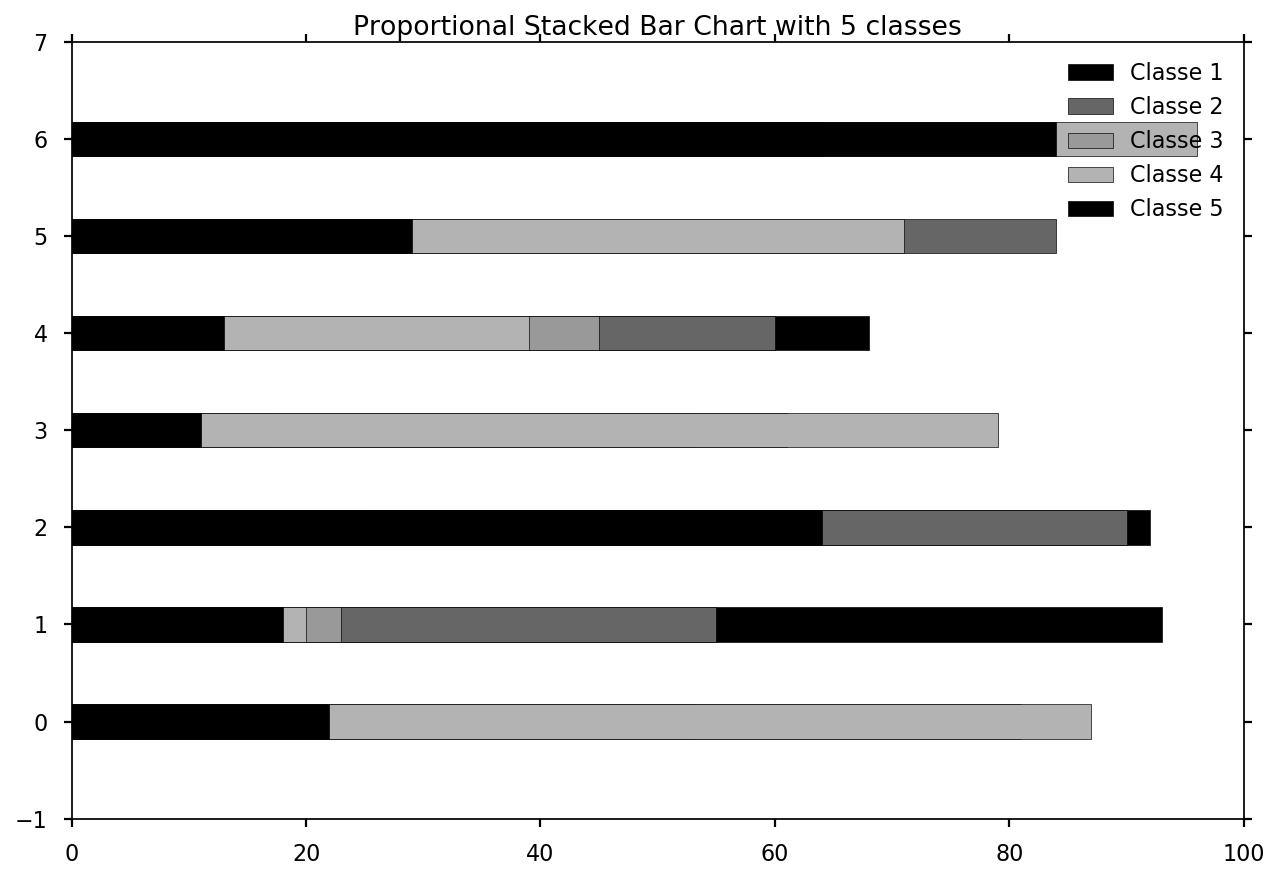 Proportional Stacked Bar Chart with 5 classes
7
6
5
4
3
2
1
0
−1
Classe 1
Classe 2
Classe 3
Classe 4
Classe 5
0 20 40 60 80 100